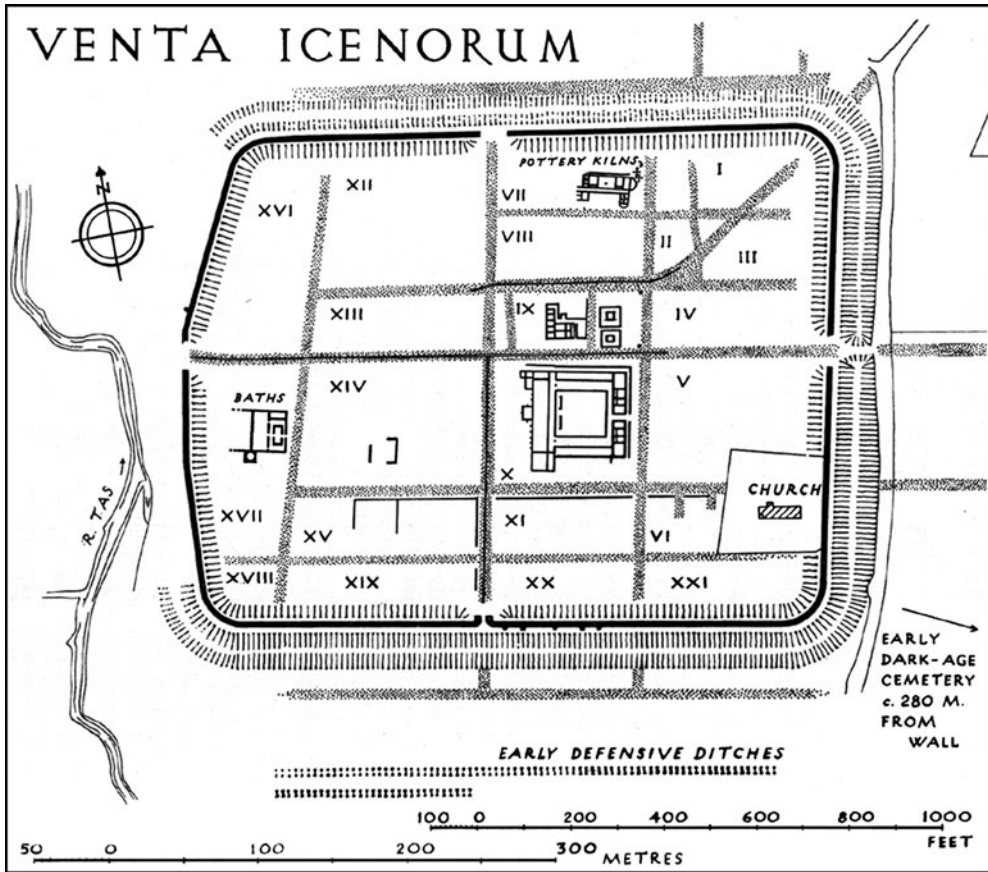 VENTA ICENORUM
N
POTTERY KILNS
I
XII
VII
XVI
VIII
II
III
IX
IV
XIII
XIV
V
BATHS
X
CHURCH
R. TAS
XVII
XI
XV
VI
XVIII
XIX
XX
XXI
EARLY
DARK-AGE
CEMETERY
c. 280 M.
FROM
WALL
EARLY DEFENSIVE DITCHES
100 0 200 400 600 800 1000
FEET
50 0 100 200 300 METRES